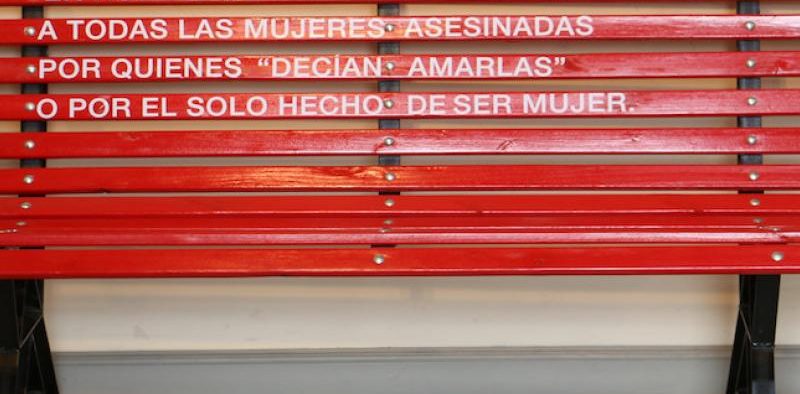 A TODAS LAS MUJERES ASESINADAS
POR QUIENES “DECÍAN AMARLAS”
O POR EL SOLO HECHO DE SER MUJER.